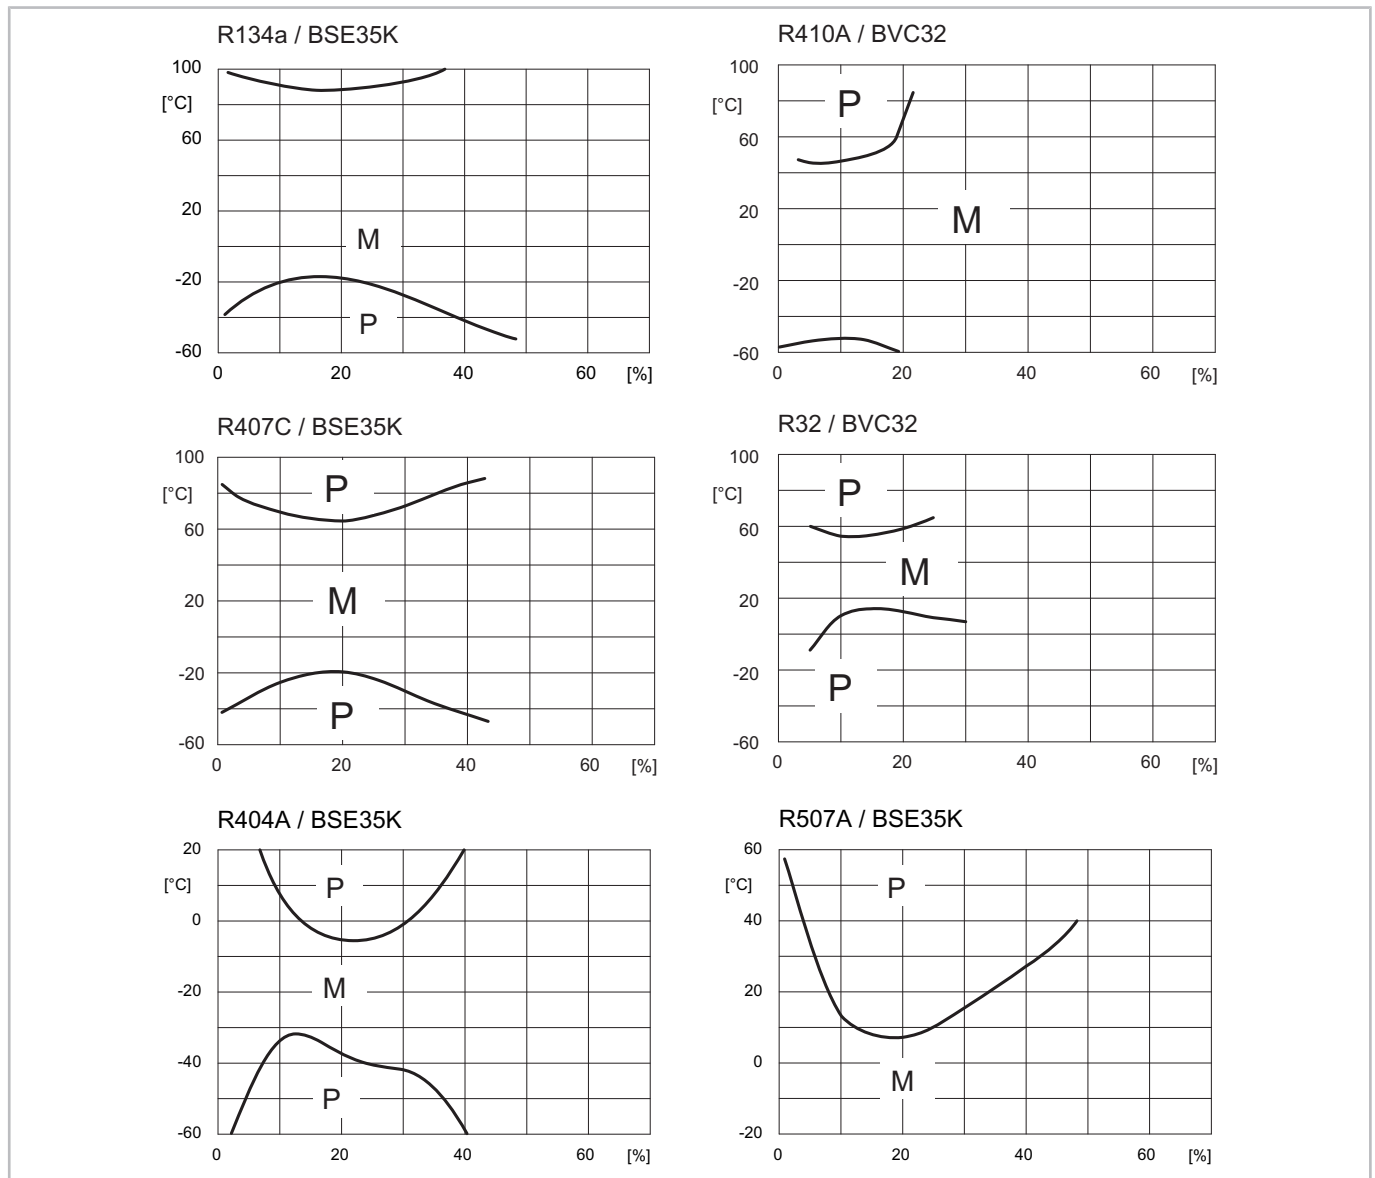 R134a / BSE35K
100
[°C]
60
20
-20
-60
M
P
0 20 40 60 [%]
R410A / BVC32
100
[°C]
60
20
-20
-60
P
M
0 20 40 60 [%]
R407C / BSE35K
100
[°C]
60
20
-20
-60
P
M
P
0 20 40 60 [%]
R32 / BVC32
100
[°C]
60
20
-20
-60
P
M
P
0 20 40 60 [%]
R404A / BSE35K
20
[°C]
0
-20
-40
-60
P
M
P
0 20 40 60 [%]
R507A / BSE35K
60
[°C]
40
20
0
-20
P
M
0 20 40 60 [%]